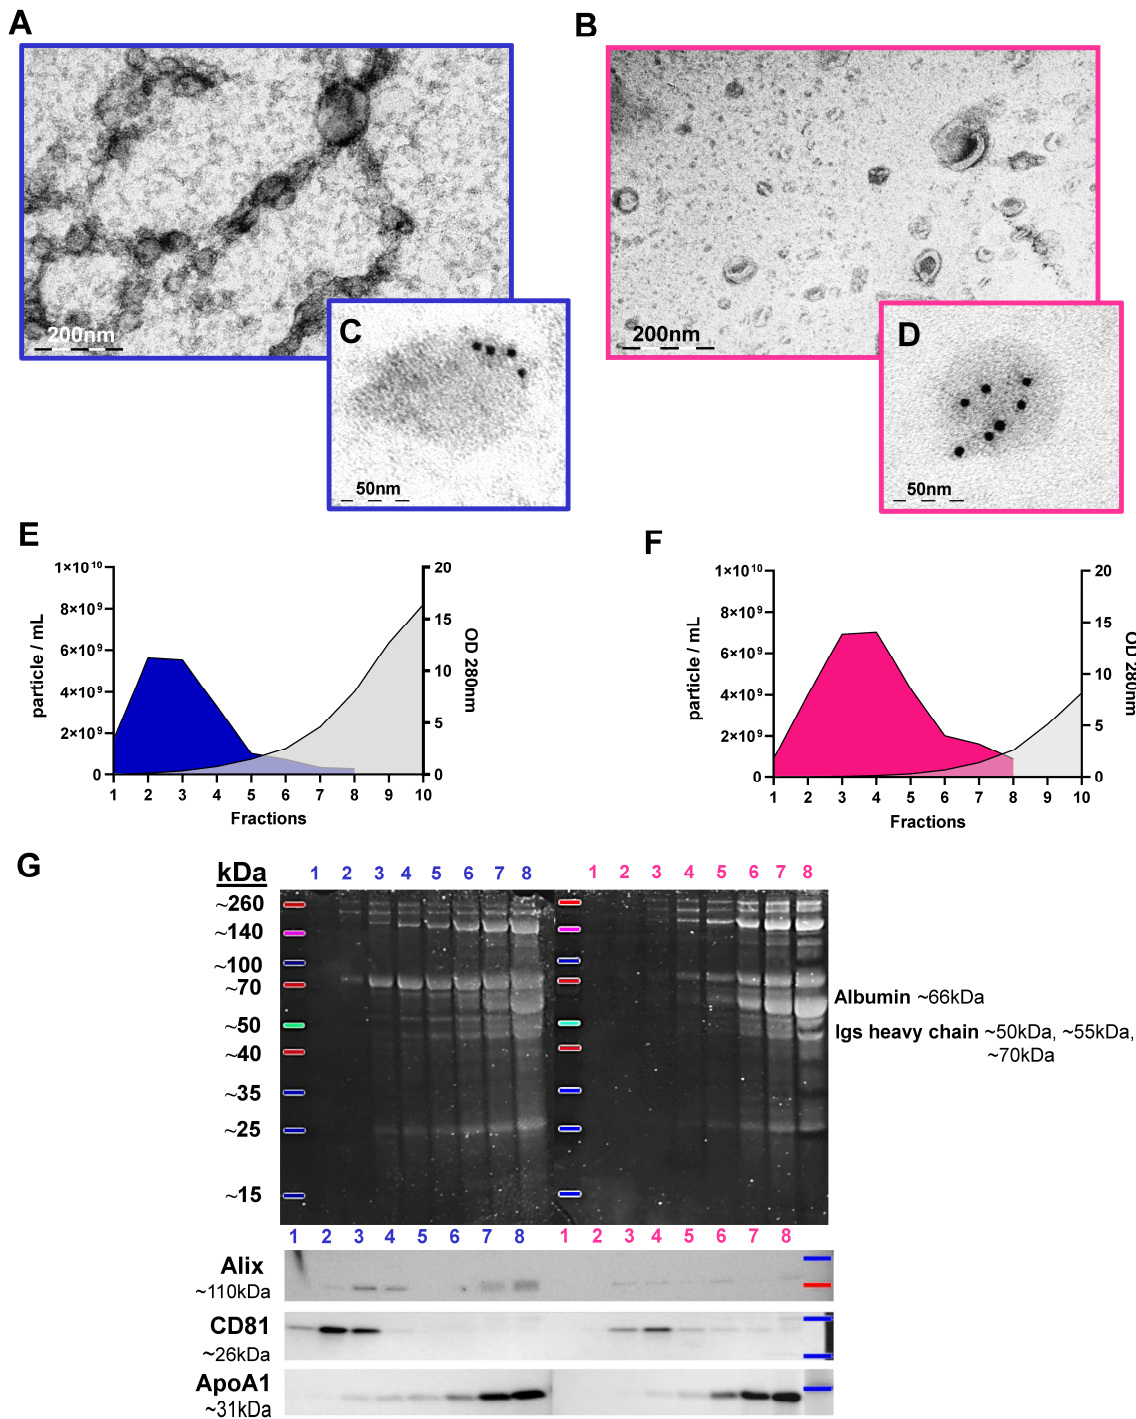 A
B
200nm
200nm
C
50nm
D
50nm
E
F
particle / mL
1×10¹⁰
8×10⁹
6×10⁹
4×10⁹
2×10⁹
0
20
15
10
5
0
OD 280nm
1 2 3 4 5 6 7 8 9 10
Fractions
particle / mL
1×10¹⁰
8×10⁹
6×10⁹
4×10⁹
2×10⁹
0
20
15
10
5
0
OD 280nm
1 2 3 4 5 6 7 8 9 10
Fractions
G
kDa 1 2 3 4 5 6 7 8 1 2 3 4 5 6 7 8
~260
~140
~100
~70
~50
~40
~35
~25
~15
Albumin ~66kDa
Igs heavy chain ~50kDa, ~55kDa,
~70kDa
1 2 3 4 5 6 7 8 1 2 3 4 5 6 7 8
Alix
~110kDa
CD81
~26kDa
ApoA1
~31kDa